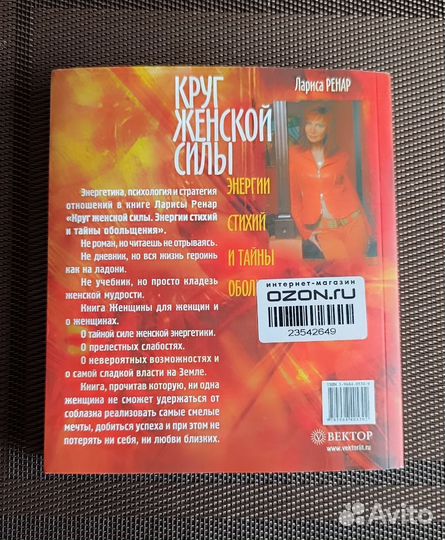 КРУГ
ЖЕНСКОЙ
СИЛЫ
Лариса РЕНАР
ЭНЕРГИИ
СТИХИЙ
И ТАЙНЫ
ОБОЛ
Энергетика, психология и стратегия
отношений в книге Ларисы Ренар
«Круг женской силы. Энергии стихий
и тайны обольщения».
Не роман, но читаешь не отрываясь.
Не дневник, но вся жизнь героинь
как на ладони.
Не учебник, но просто кладезь
женской мудрости.
Книга Женщины для женщин и
о женщинах.
О тайной силе женской энергетики.
О прелестных слабостях.
О невероятных возможностях и
о самой сладкой власти на Земле.
Книга, прочитав которую, ни одна
женщина не сможет удержаться от
соблазна реализовать самые смелые
мечты, добиться успеха и при этом не
потерять ни себя, ни любви близких.
интернет-магазин
OZON.ru
23542649
ВЕКТОР
www.vektorlit.ru
Avito